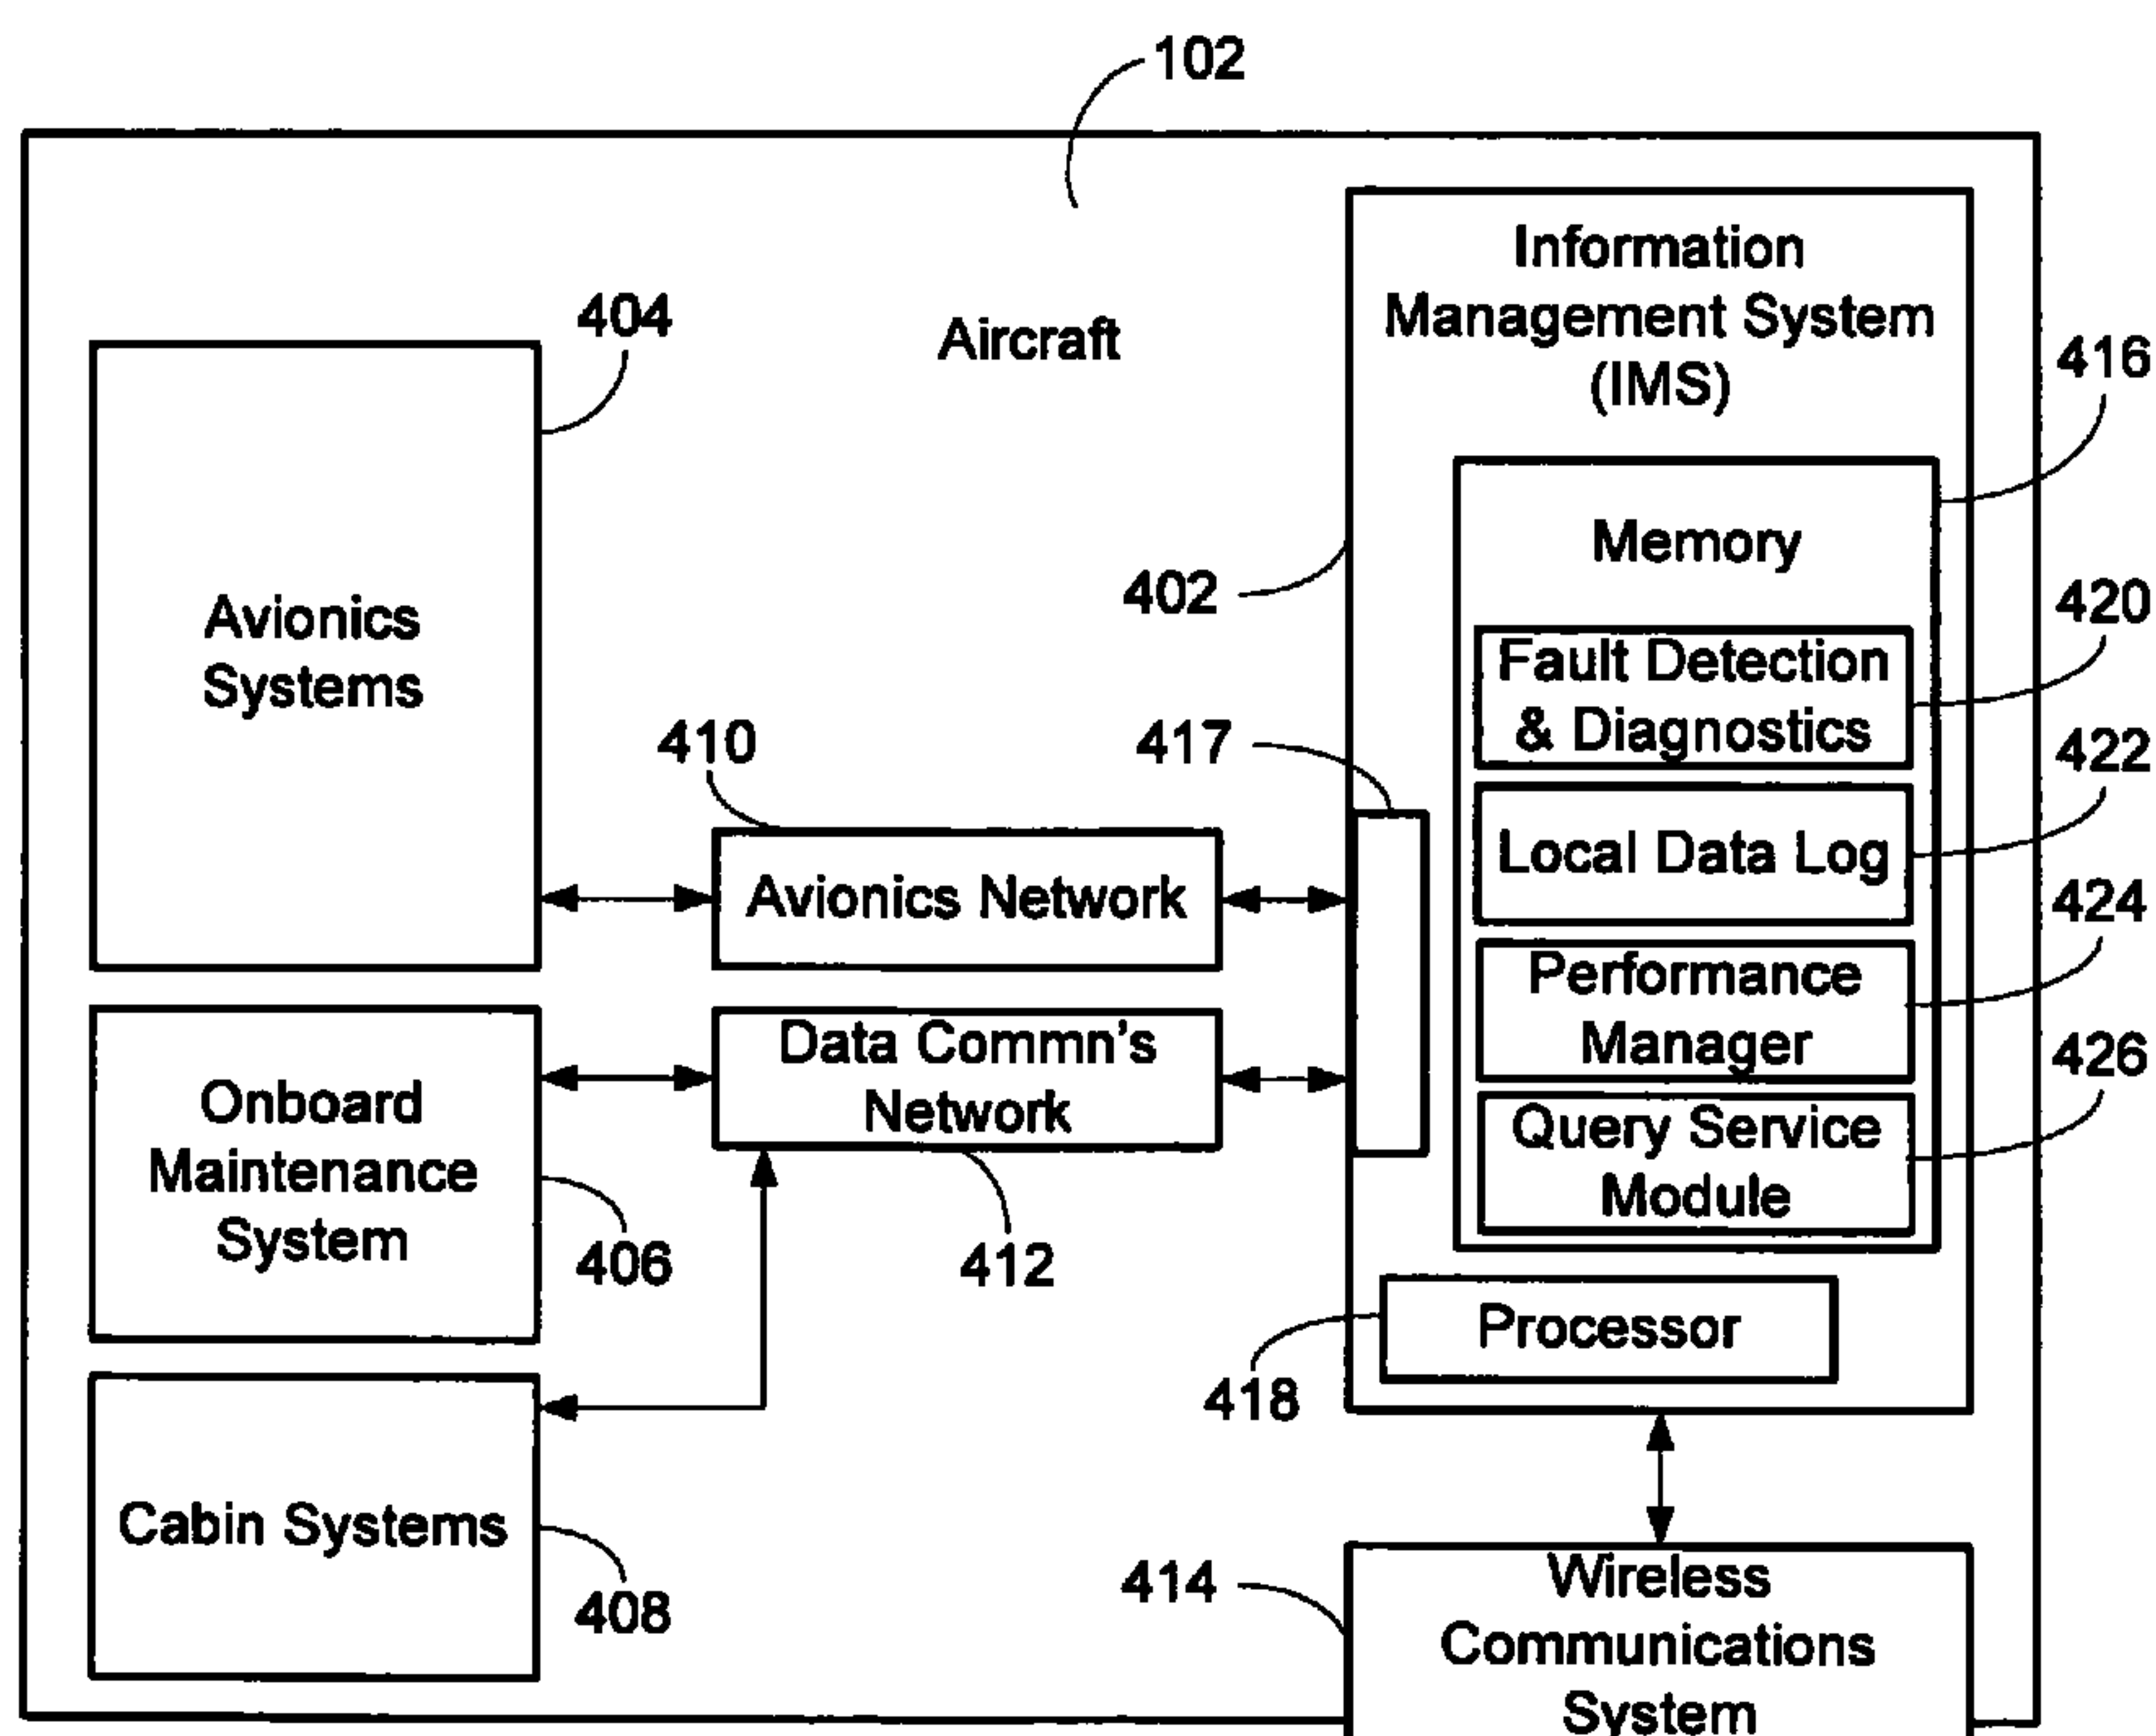 102
Aircraft
404
Avionics
Systems
Onboard
Maintenance
System
406
Cabin Systems
408
410
Avionics Network
Data Commn's
Network
412
417
402
Information
Management System
(IMS)
416
Memory
420
Fault Detection
& Diagnostics
422
Local Data Log
424
Performance
Manager
426
Query Service
Module
Processor
418
414
Wireless
Communications
System